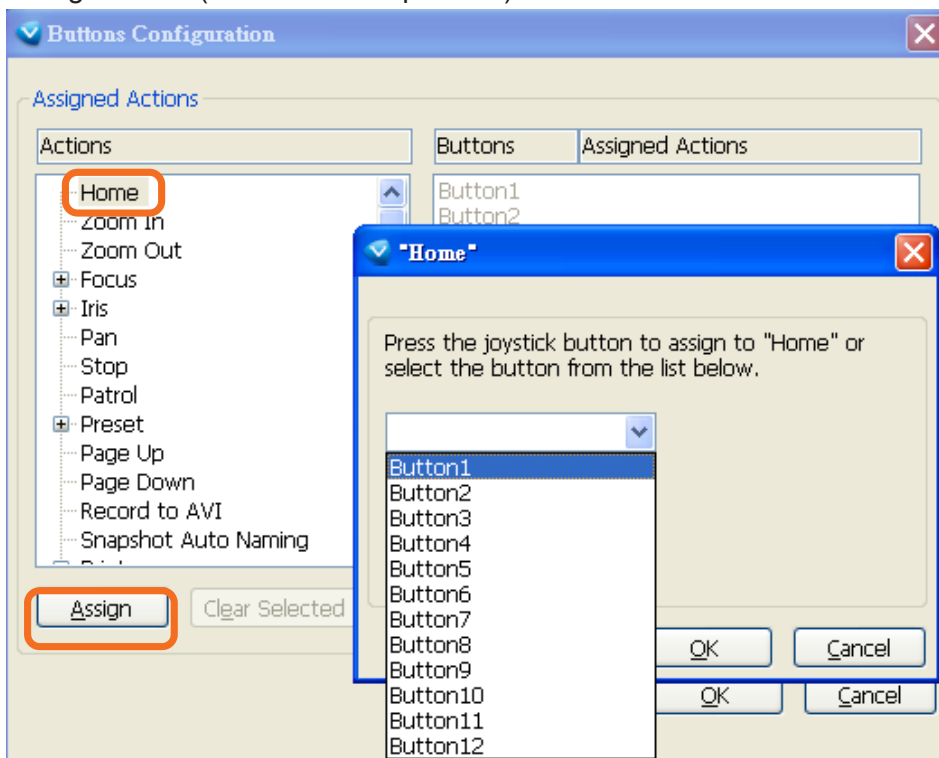 Buttons Configuration
Assigned Actions
Actions
Buttons
Assigned Actions
Home
Zoom In
Zoom Out
Focus
Iris
Pan
Stop
Patrol
Preset
Page Up
Page Down
Record to AVI
Snapshot Auto Naming
Button1
Button2
Assign
Clear Selected
"Home"
Press the joystick button to assign to "Home" or
select the button from the list below.
Button1
Button2
Button3
Button4
Button5
Button6
Button7
Button8
Button9
Button10
Button11
Button12
OK
Cancel
OK
Cancel